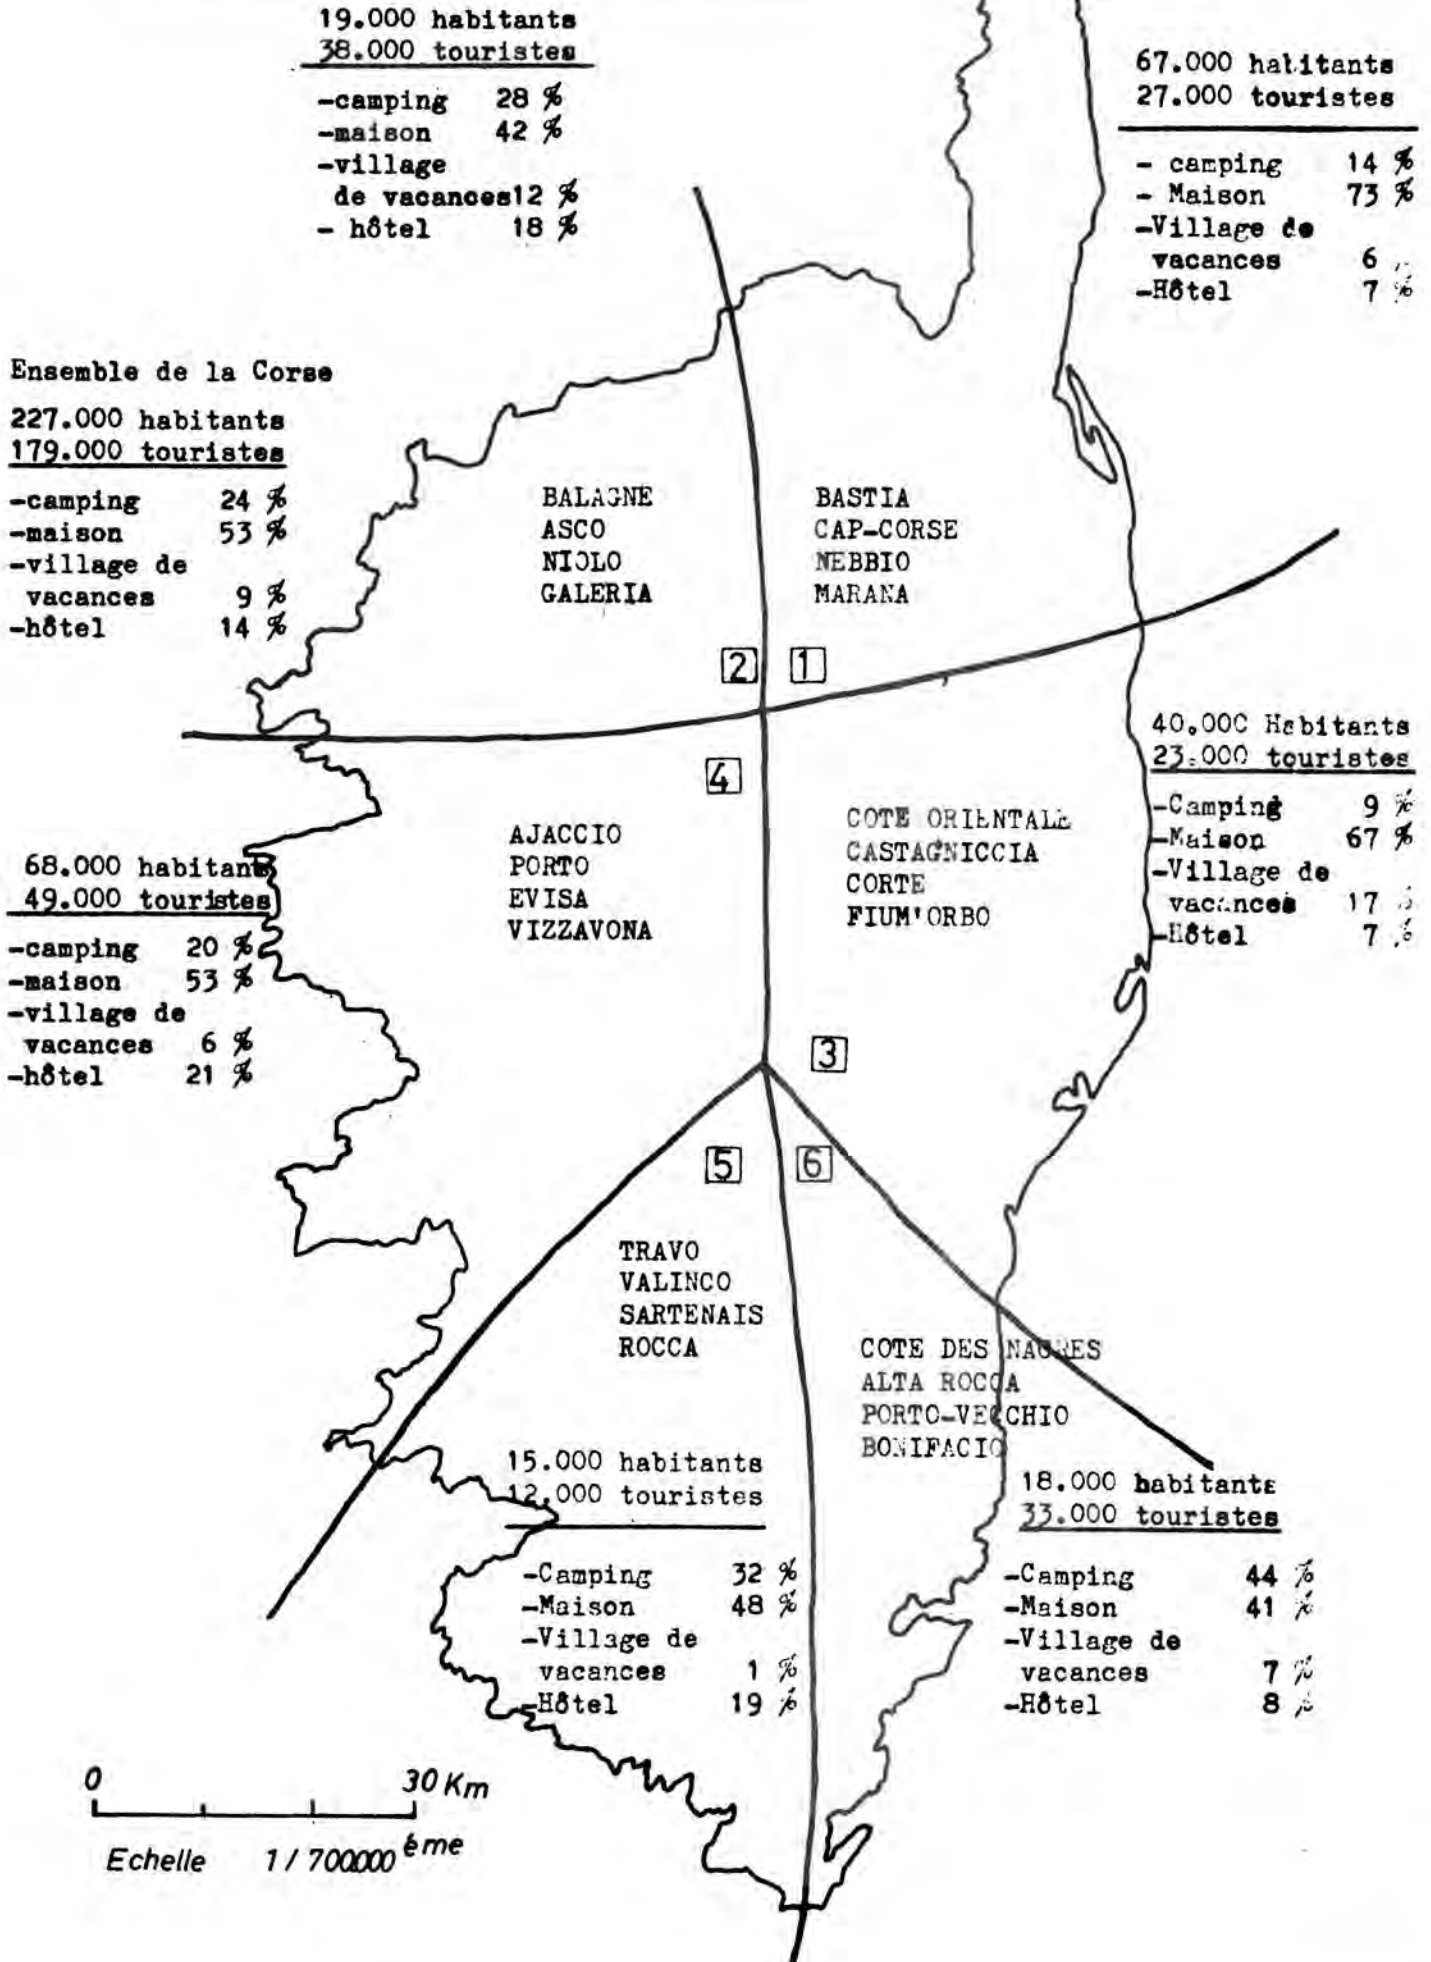 19.000 habitants
38.000 touristes
-camping 28 %
-maison 42 %
-village
de vacances12 %
- hôtel 18 %
67.000 habitants
27.000 touristes
- camping 14 %
- Maison 73 %
-Village de
vacances 6
-Hôtel 7 %
Ensemble de la Corse
227.000 habitants
179.000 touristes
-camping 24 %
-maison 53 %
-village de
vacances 9 %
-hôtel 14 %
BALAGNE
ASCO
NIOLO
GALERIA
BASTIA
CAP-CORSE
NEBBIO
MARANA
2
1
4
40.000 Habitants
23.000 touristes
-Camping 9 %
-Maison 67 %
-Village de
vacances 17 %
-Hôtel 7 %
AJACCIO
PORTO
EVISA
VIZZAVONA
COTE ORIENTALE
CASTAGNICCIA
CORTE
FIUM'ORBO
68.000 habitants
49.000 touristes
-camping 20 %
-maison 53 %
-village de
vacances 6 %
-hôtel 21 %
3
5
6
TRAVO
VALINCO
SARTENAIS
ROCCA
COTE DES NACRES
ALTA ROCCA
PORTO-VECCHIO
BONIFACIO
15.000 habitants
12.000 touristes
-Camping 32 %
-Maison 48 %
-Village de
vacances 1 %
-Hôtel 19 %
18.000 habitants
33.000 touristes
-Camping 44 %
-Maison 41 %
-Village de
vacances 7 %
-Hôtel 8 %
0 30 Km
Echelle 1/700000 ème